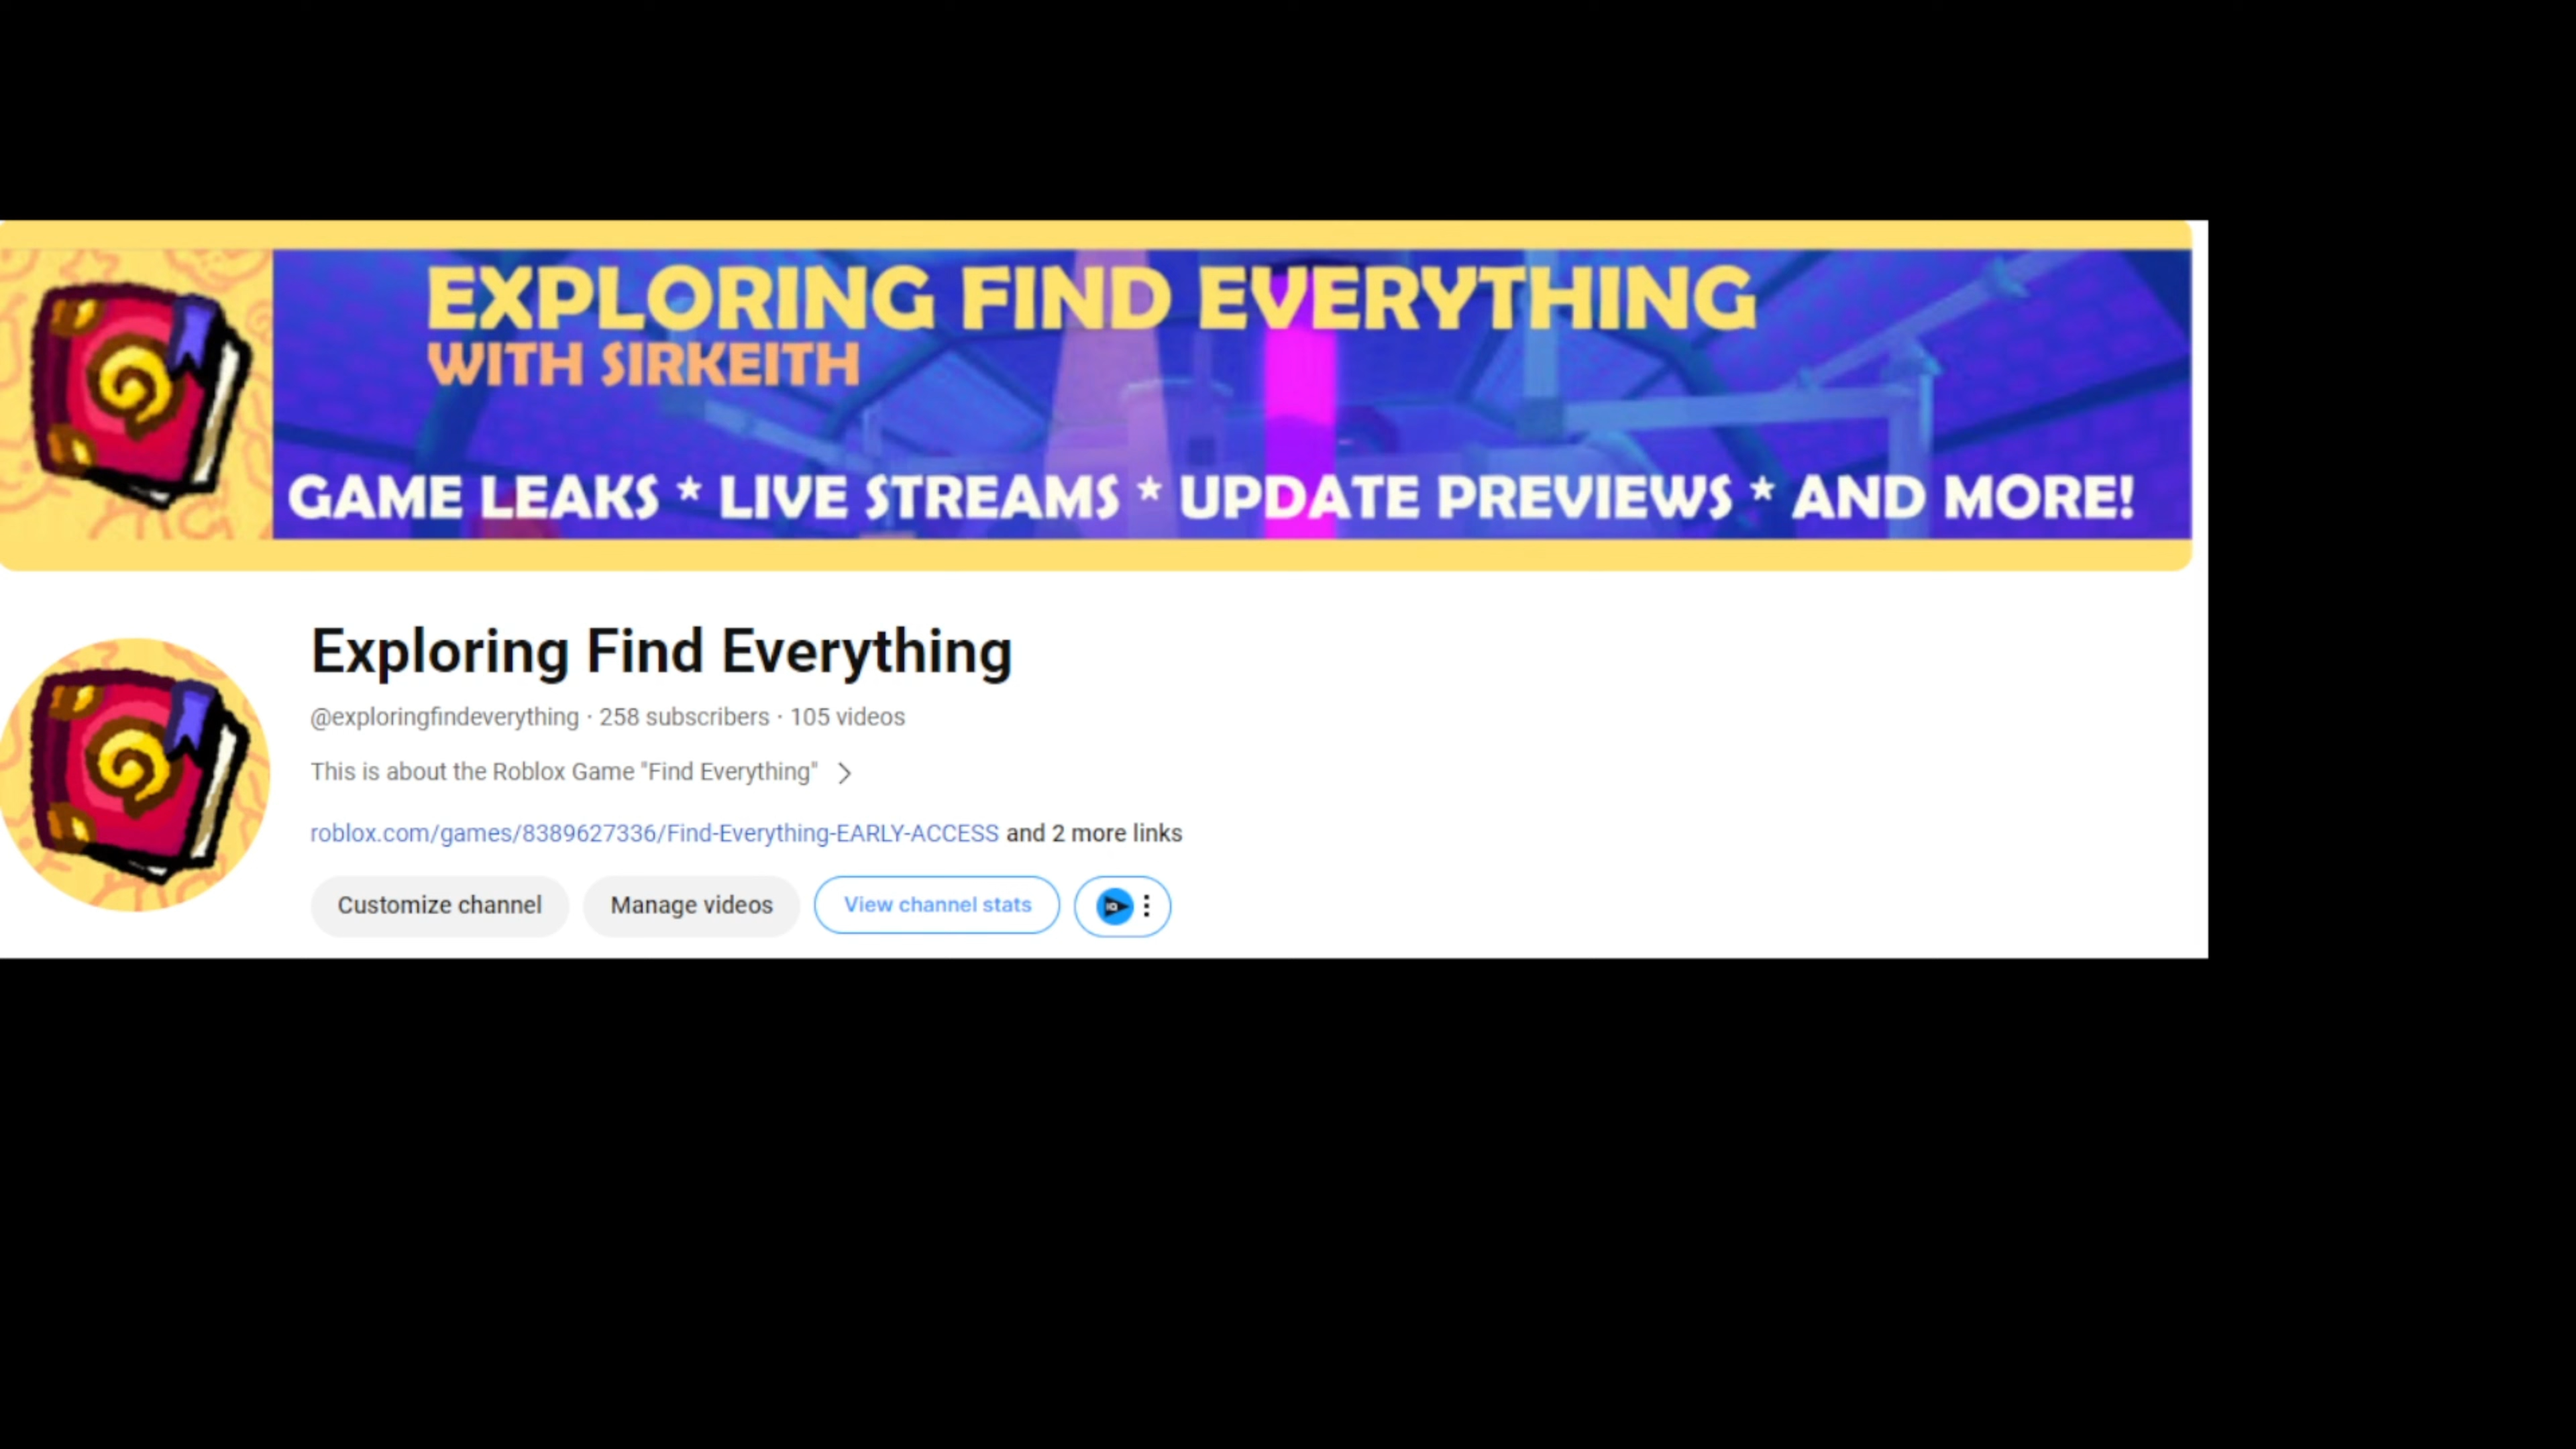 EXPLORING FIND EVERYTHING
WITH SIRKEITH
GAME LEAKS * LIVE STREAMS * UPDATE PREVIEWS * AND MORE!
Exploring Find Everything
@exploringfindeverything · 258 subscribers · 105 videos
This is about the Roblox Game "Find Everything"
roblox.com/games/8389627336/Find-Everything-EARLY-ACCESS and 2 more links
Customize channel Manage videos View channel stats IQ